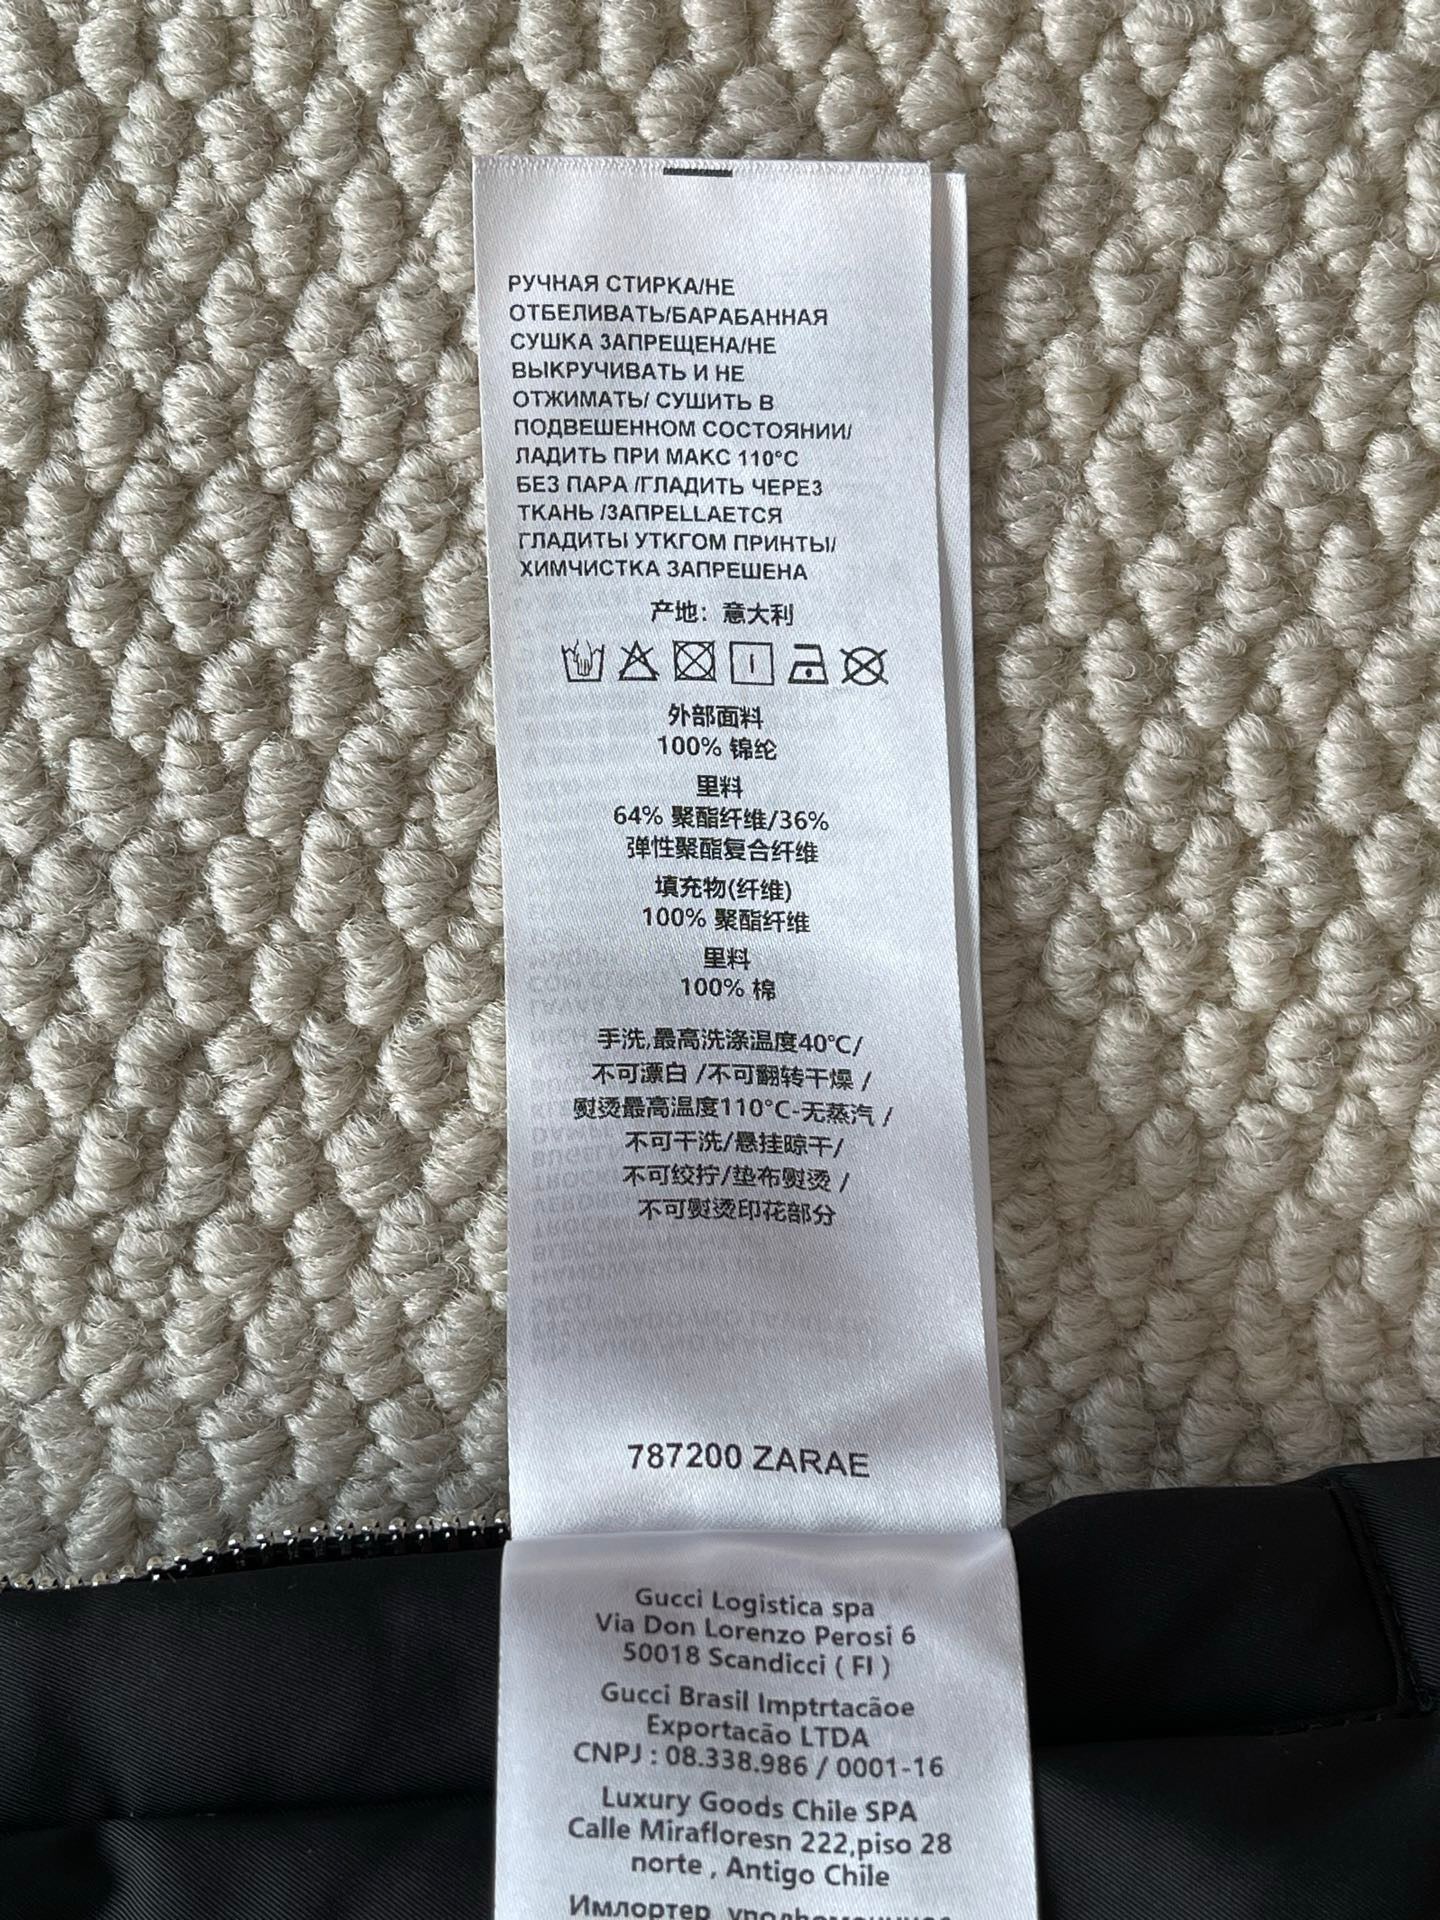 РУЧНАЯ СТИРКА/НЕ
ОТБЕЛИВАТЬ/БАРАБАННАЯ
СУШКА ЗАПРЕЩЕНА/НЕ
ВЫКРУЧИВАТЬ И НЕ
ОТЖИМАТЬ/ СУШИТЬ В
ПОДВЕШЕННОМ СОСТОЯНИИ/
ЛАДИТЬ ПРИ МАКС 110°C
БЕЗ ПАРА /ГЛАДИТЬ ЧЕРЕЗ
ТКАНЬ /ЗАПРЕLLАЕТСЯ
ГЛАДИТЫ УТКГОМ ПРИНТЫ/
ХИМЧИСТКА ЗАПРЕШЕНА
产地：意大利
外部面料
100% 锦纶
里料
64% 聚酯纤维/36%
弹性聚酯复合纤维
填充物(纤维)
100% 聚酯纤维
里料
100% 棉
手洗,最高洗涤温度40°C/
不可漂白 /不可翻转干燥 /
熨烫最高温度110°C-无蒸汽 /
不可干洗/悬挂晾干/
不可绞拧/垫布熨烫 /
不可熨烫印花部分
787200 ZARAE
Gucci Logistica spa
Via Don Lorenzo Perosi 6
50018 Scandicci ( FI )
Gucci Brasil Imptrtacãoe
Exportacão LTDA
CNPJ : 08.338.986 / 0001-16
Luxury Goods Chile SPA
Calle Mirafloresn 222,piso 28
norte , Antigo Chile